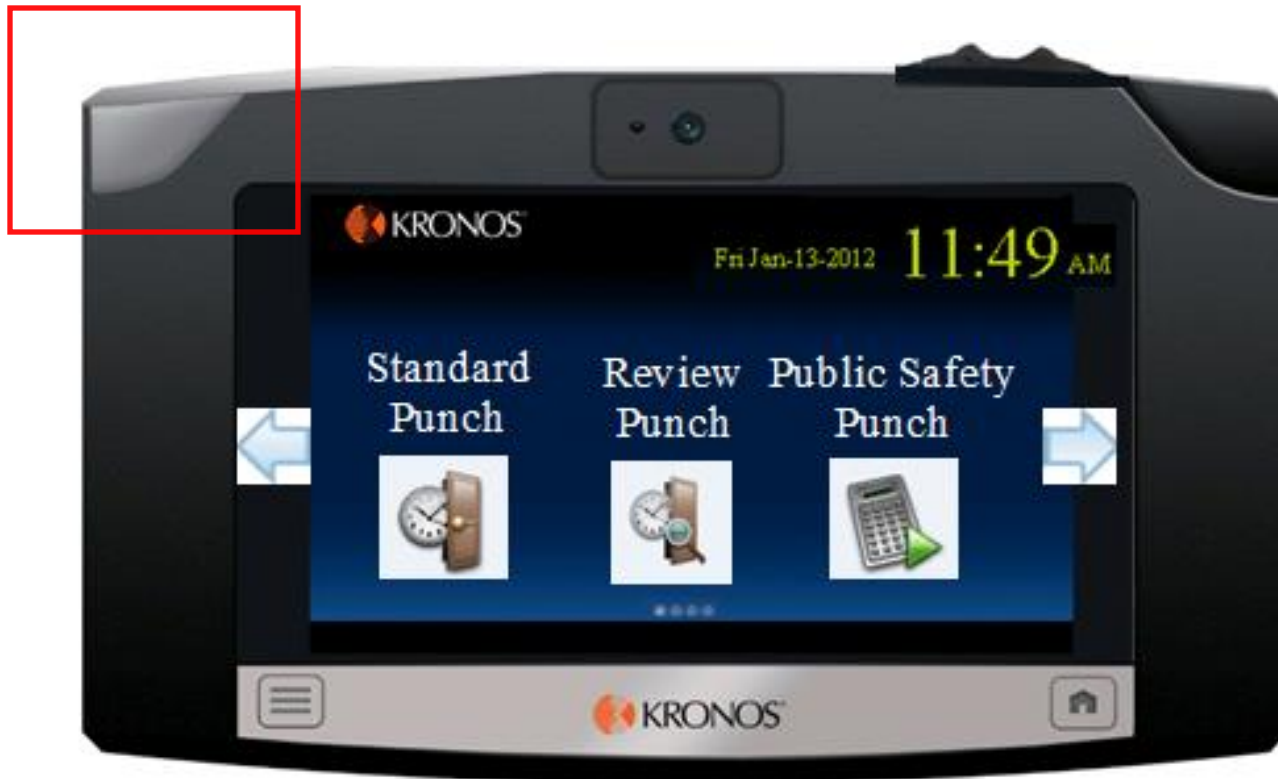 KRONOS
Fri Jan-13-2012 11:49 AM
Standard Punch
Review Punch
Public Safety Punch
KRONOS